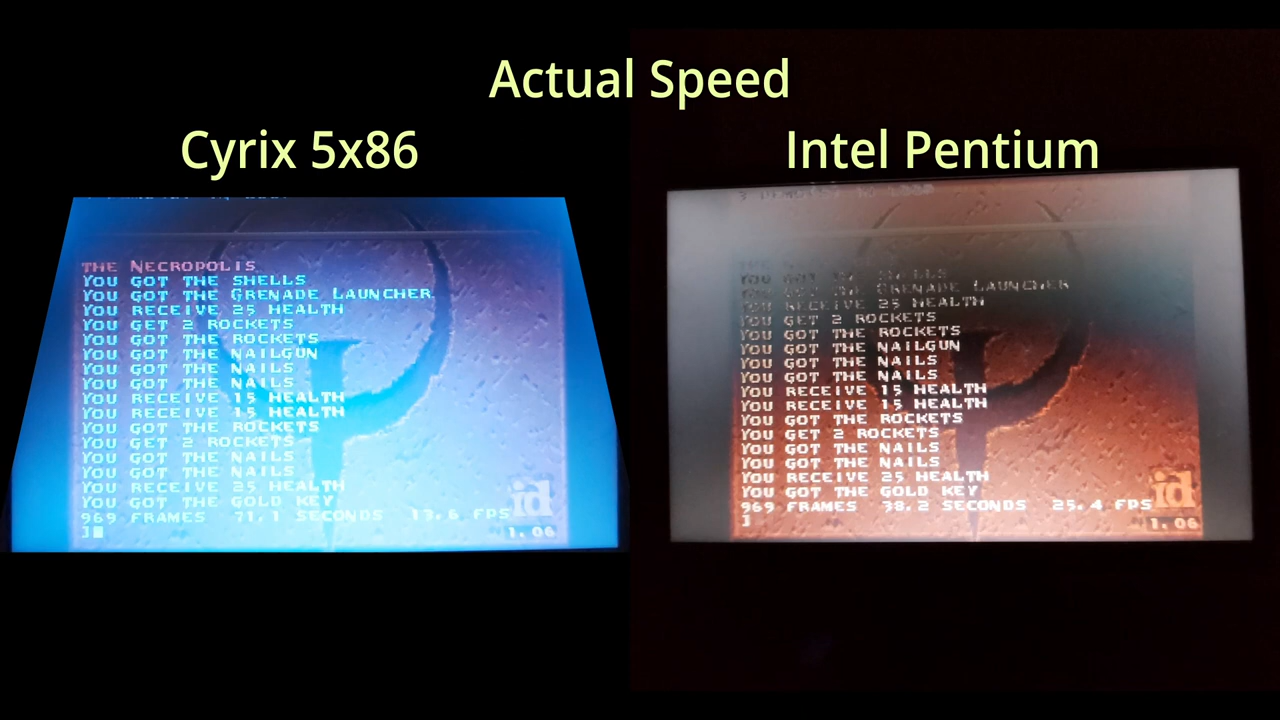 Actual Speed
Cyrix 5x86
Intel Pentium
THE NECROPOLIS
YOU GOT THE SHELLS
YOU GOT THE GRENADE LAUNCHER
YOU RECEIVE 25 HEALTH
YOU GET 2 ROCKETS
YOU GOT THE ROCKETS
YOU GOT THE NAILGUN
YOU GOT THE NAILS
YOU GOT THE NAILS
YOU RECEIVE 15 HEALTH
YOU RECEIVE 15 HEALTH
YOU GOT THE ROCKETS
YOU GET 2 ROCKETS
YOU GOT THE NAILS
YOU GOT THE NAILS
YOU RECEIVE 25 HEALTH
YOU GOT THE GOLD KEY
969 FRAMES 71.1 SECONDS 13.6 FPS
]
id
1.06
YOU GOT THE SHELLS
YOU GOT THE GRENADE LAUNCHER
YOU RECEIVE 25 HEALTH
YOU GET 2 ROCKETS
YOU GOT THE ROCKETS
YOU GOT THE NAILGUN
YOU GOT THE NAILS
YOU GOT THE NAILS
YOU RECEIVE 15 HEALTH
YOU RECEIVE 15 HEALTH
YOU GOT THE ROCKETS
YOU GET 2 ROCKETS
YOU GOT THE NAILS
YOU GOT THE NAILS
YOU RECEIVE 25 HEALTH
YOU GOT THE GOLD KEY
969 FRAMES 38.2 SECONDS 25.4 FPS
]
id
1.06